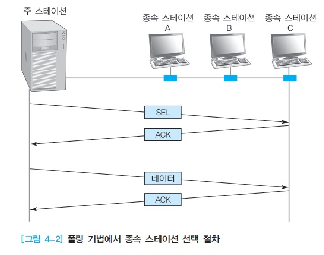 주 스테이션
종속 스테이션
A
종속 스테이션
B
종속 스테이션
C
SEL
ACK
데이터
ACK
[그림 4-2] 폴링 기법에서 종속 스테이션 선택 절차